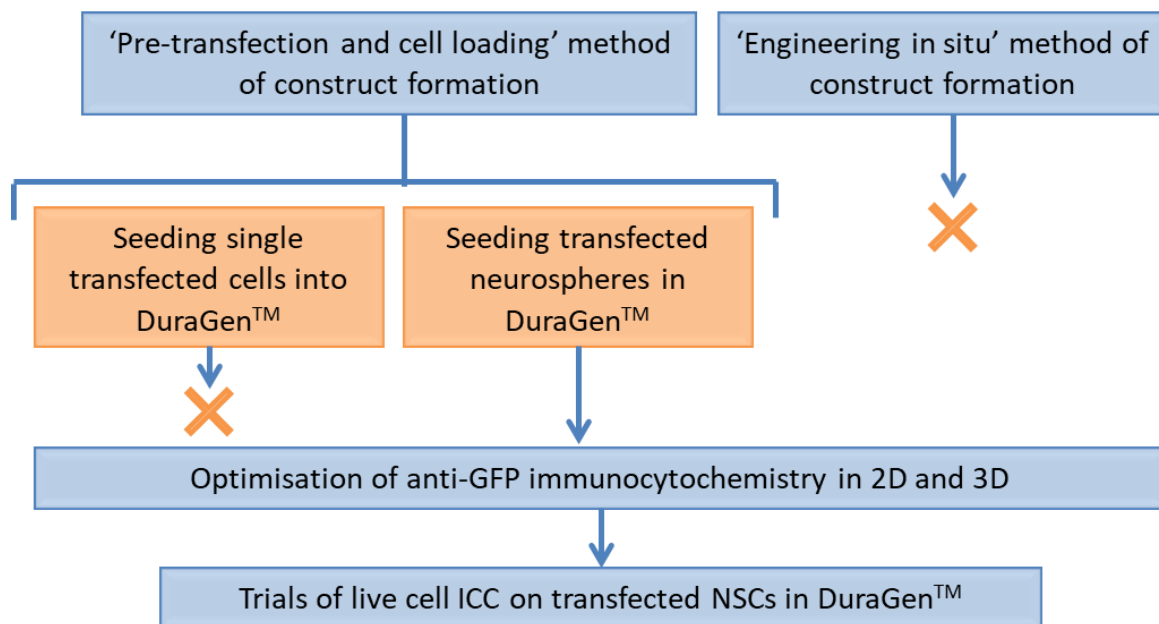 ‘Pre-transfection and cell loading’ method
of construct formation
‘Engineering in situ’ method of
construct formation
Seeding single
transfected cells into
DuraGen™
Seeding transfected
neurospheres in
DuraGen™
Optimisation of anti-GFP immunocytochemistry in 2D and 3D
Trials of live cell ICC on transfected NSCs in DuraGen™